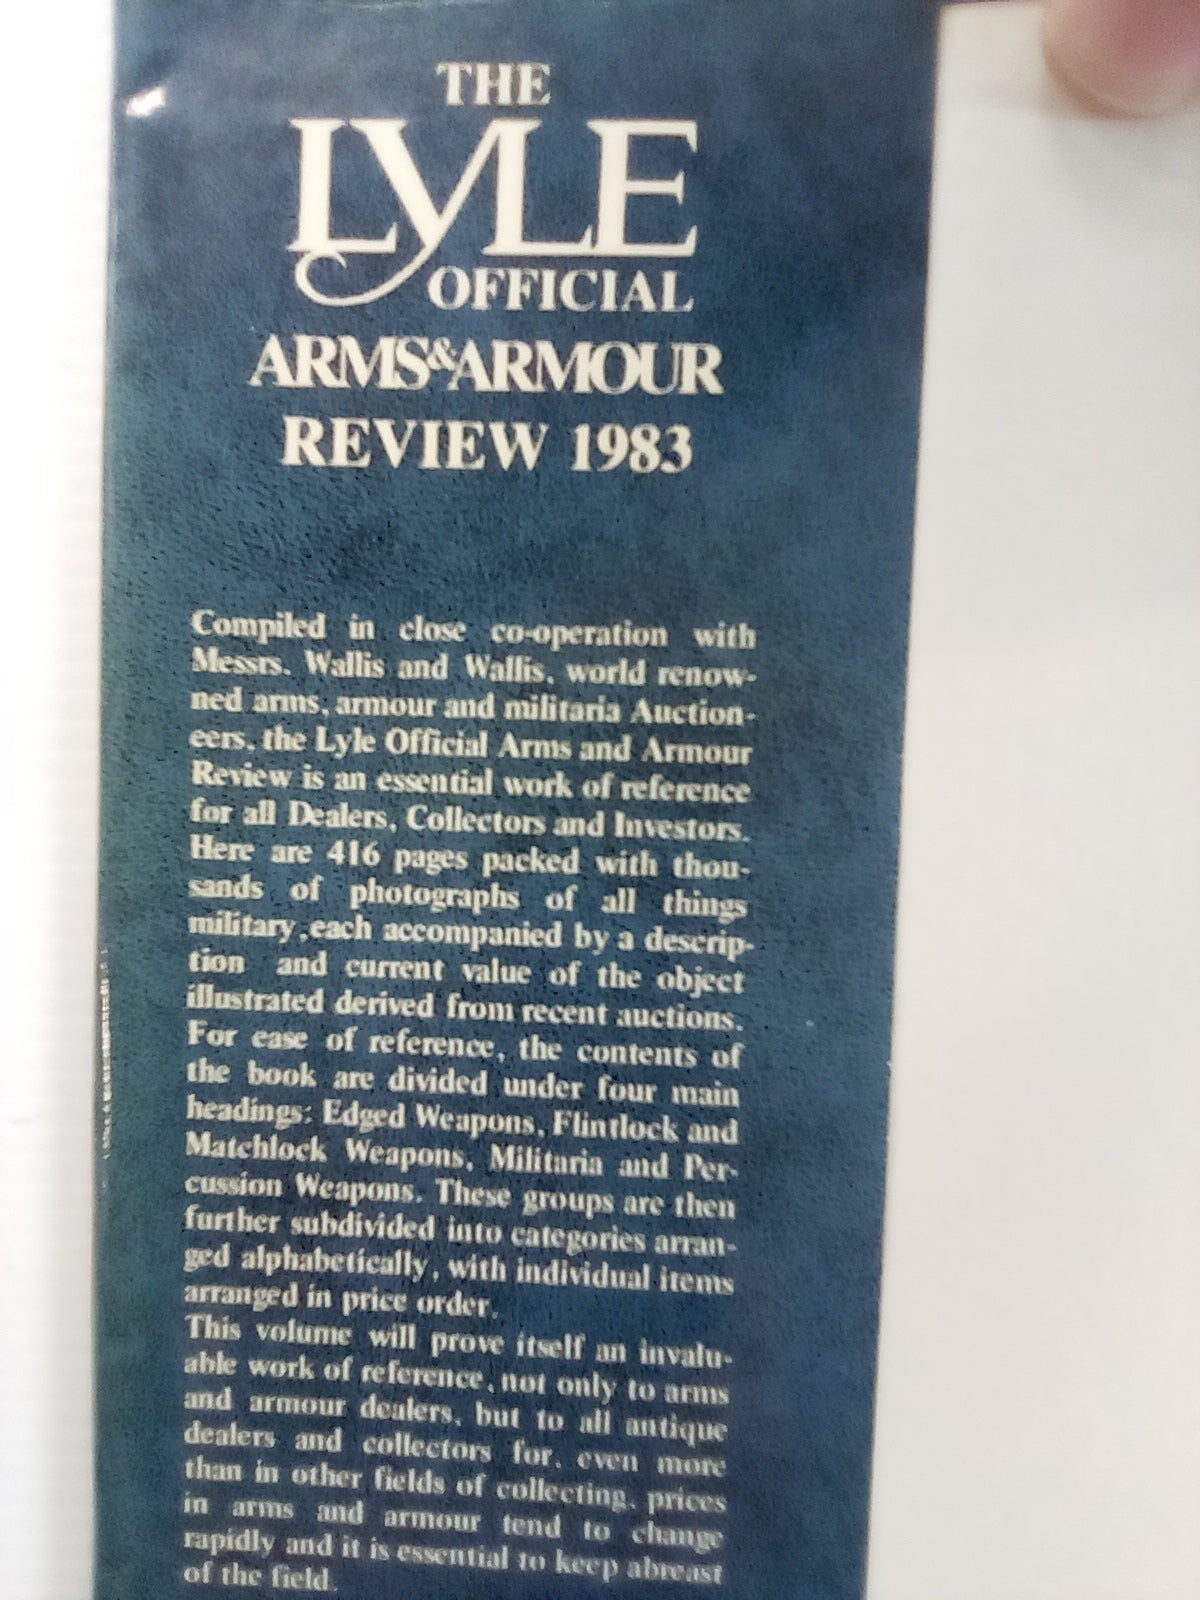 THE
LYLE
OFFICIAL
ARMS&ARMOUR
REVIEW 1983
Compiled in close co-operation with
Messrs. Wallis and Wallis, world renow-
ned arms, armour and militaria Auction-
eers, the Lyle Official Arms and Armour
Review is an essential work of reference
for all Dealers, Collectors and Investors.
Here are 416 pages packed with thou-
sands of photographs of all things
military, each accompanied by a descrip-
tion and current value of the object
illustrated derived from recent auctions.
For ease of reference, the contents of
the book are divided under four main
headings: Edged Weapons, Flintlock and
Matchlock Weapons, Militaria and Per-
cussion Weapons. These groups are then
further subdivided into categories arran-
ged alphabetically, with individual items
arranged in price order.
This volume will prove itself an invalu-
able work of reference, not only to arms
and armour dealers, but to all antique
dealers and collectors for, even more
than in other fields of collecting, prices
in arms and armour tend to change
rapidly and it is essential to keep abreast
of the field.